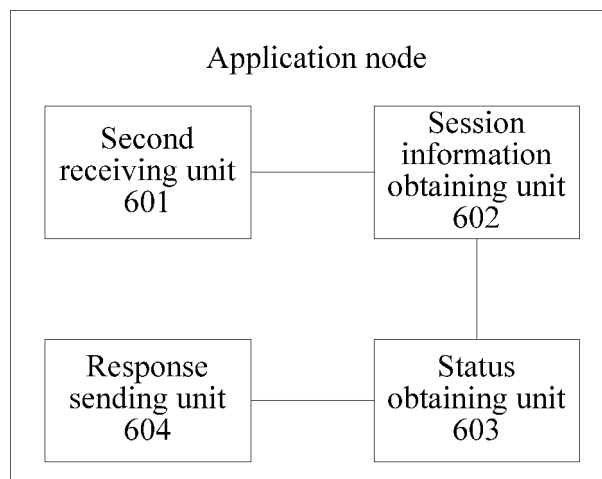 Application node
Second
receiving unit
601
Session
information
obtaining unit
602
Response
sending unit
604
Status
obtaining unit
603